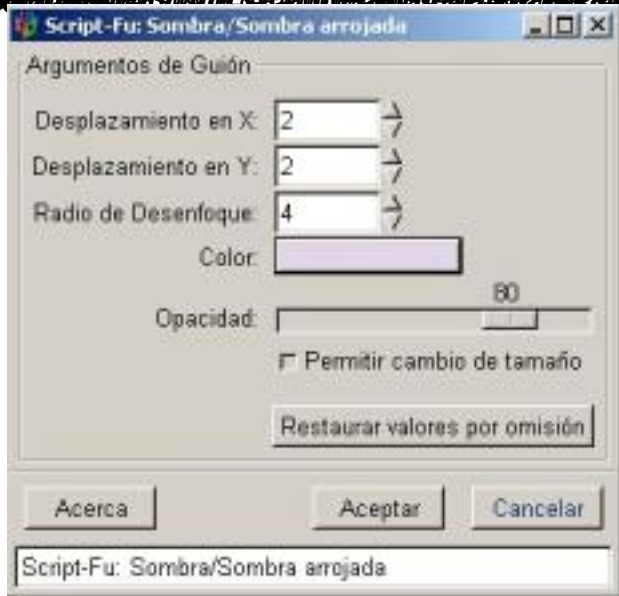 Script-Fu: Sombra/Sombra arrojada
Argumentos de Guión
Desplazamiento en X: 2
Desplazamiento en Y: 2
Radio de Desenfoque: 4
Color:
80
Opacidad:
Permitir cambio de tamaño
Restaurar valores por omisión
Acerca Aceptar Cancelar
Script-Fu: Sombra/Sombra arrojada